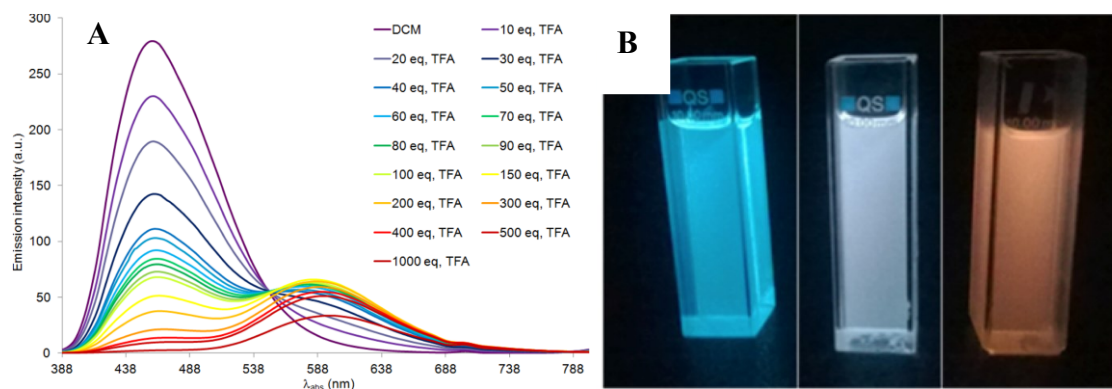 A
B
300
250
200
150
100
50
0
Emission intensity (a.u.)
388 438 488 538 588 638 688 738 788
λabs (nm)
DCM 10 eq, TFA
20 eq, TFA 30 eq, TFA
40 eq, TFA 50 eq, TFA
60 eq, TFA 70 eq, TFA
80 eq, TFA 90 eq, TFA
100 eq, TFA 150 eq, TFA
200 eq, TFA 300 eq, TFA
400 eq, TFA 500 eq, TFA
1000 eq, TFA
QS
QS